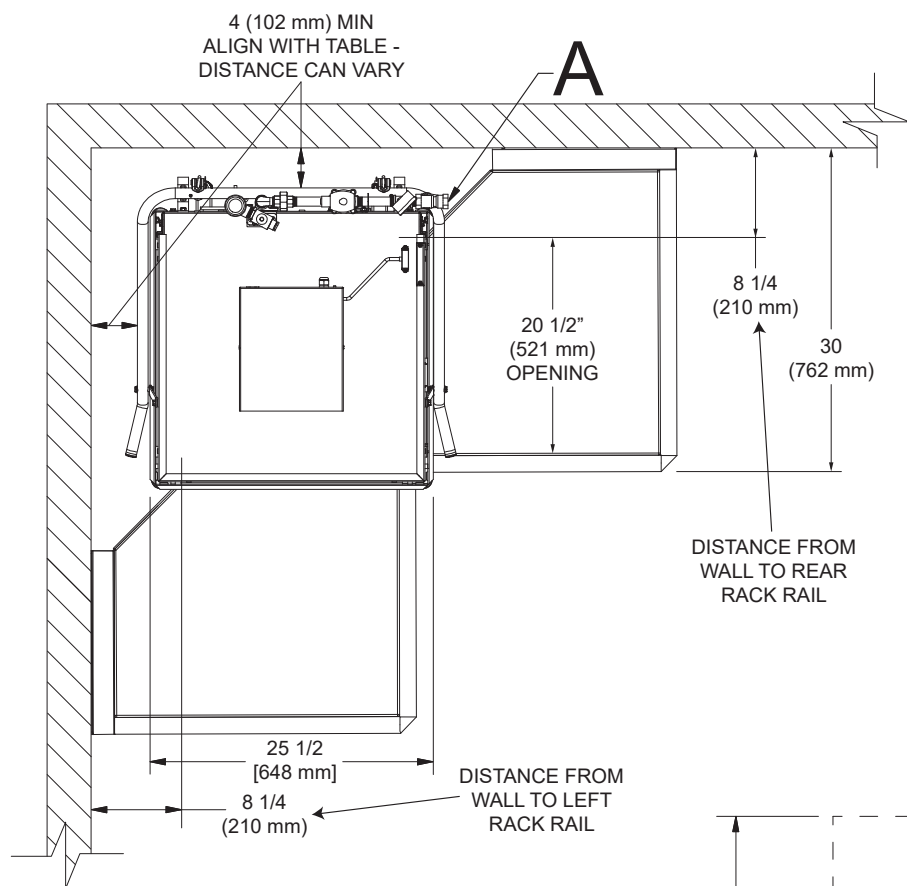 4 (102 mm) MIN
ALIGN WITH TABLE -
DISTANCE CAN VARY
A
8 1/4
(210 mm)
20 1/2”
(521 mm)
OPENING
30
(762 mm)
DISTANCE FROM
WALL TO REAR
RACK RAIL
25 1/2
[648 mm]
8 1/4
(210 mm)
DISTANCE FROM
WALL TO LEFT
RACK RAIL